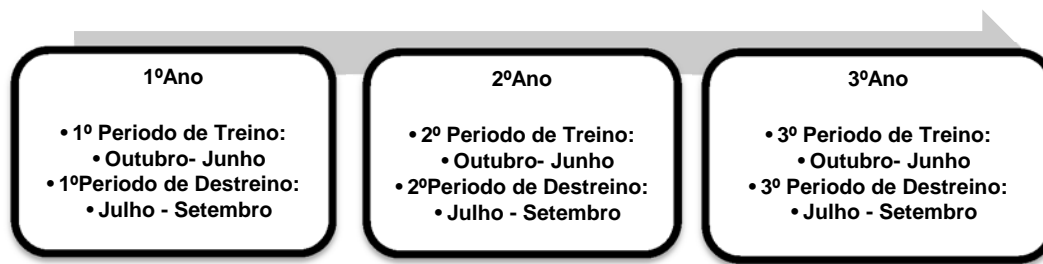 1ºAno
• 1º Periodo de Treino:
• Outubro- Junho
• 1ºPeriodo de Destreino:
• Julho - Setembro
2ºAno
• 2º Periodo de Treino:
• Outubro- Junho
• 2ºPeriodo de Destreino:
• Julho - Setembro
3ºAno
• 3º Periodo de Treino:
• Outubro- Junho
• 3º Periodo de Destreino:
• Julho - Setembro